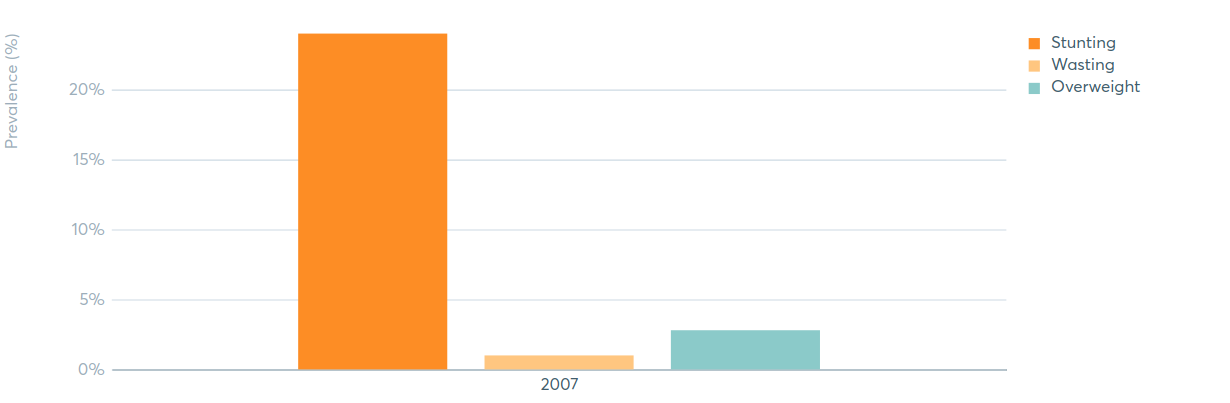 Prevalence (%)
20%
15%
10%
5%
0%
2007
Stunting
Wasting
Overweight